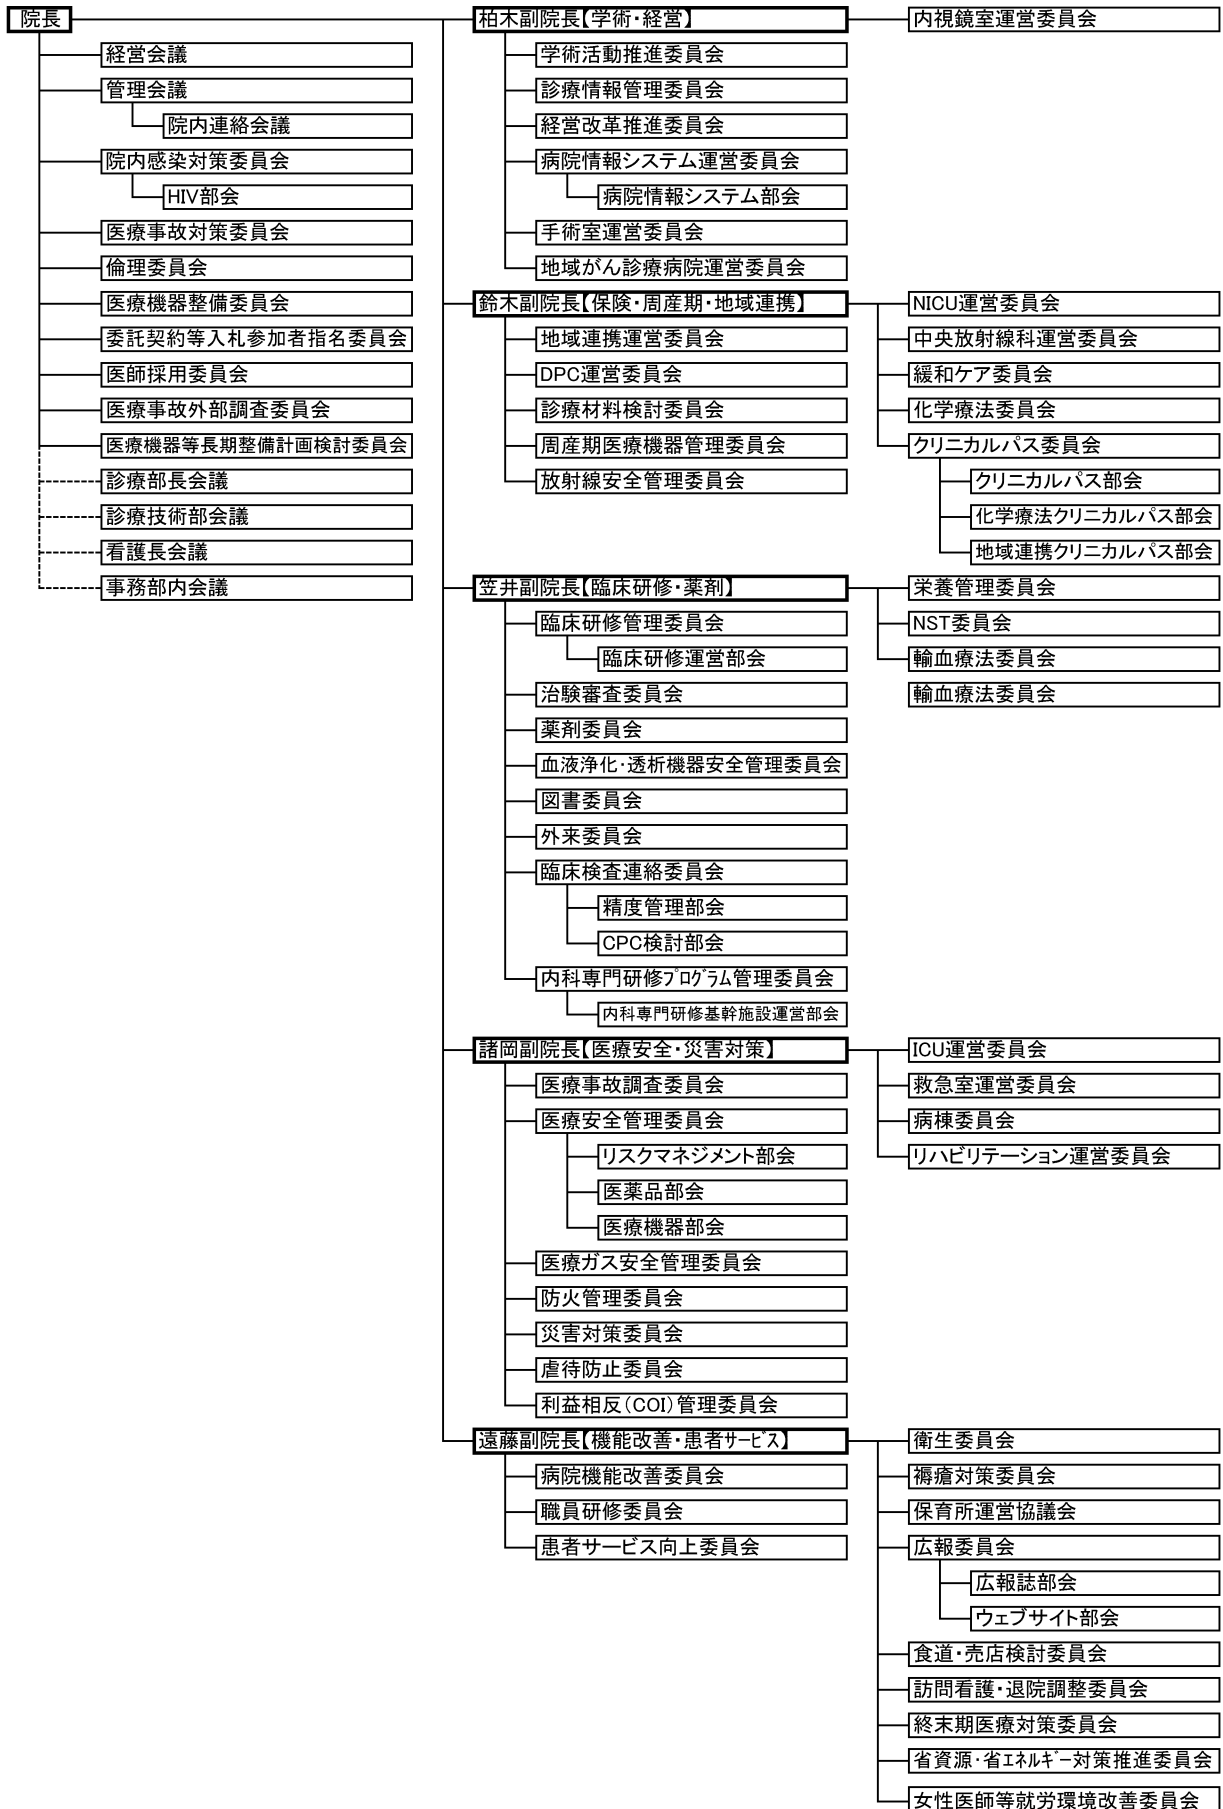 院長
経営会議
管理会議
院内連絡会議
院内感染対策委員会
HIV部会
医療事故対策委員会
倫理委員会
医療機器整備委員会
委託契約等入札参加者指名委員会
医師採用委員会
医療事故外部調査委員会
医療機器等長期整備計画検討委員会
診療部長会議
診療技術部会議
看護長会議
事務部内会議
柏木副院長【学術・経営】
学術活動推進委員会
診療情報管理委員会
経営改革推進委員会
病院情報システム運営委員会
病院情報システム部会
手術室運営委員会
地域がん診療病院運営委員会
内視鏡室運営委員会
鈴木副院長【保険・周産期・地域連携】
地域連携運営委員会
DPC運営委員会
診療材料検討委員会
周産期医療機器管理委員会
放射線安全管理委員会
NICU運営委員会
中央放射線科運営委員会
緩和ケア委員会
化学療法委員会
クリニカルパス委員会
クリニカルパス部会
化学療法クリニカルパス部会
地域連携クリニカルパス部会
笠井副院長【臨床研修・薬剤】
臨床研修管理委員会
臨床研修運営部会
治験審査委員会
薬剤委員会
血液浄化・透析機器安全管理委員会
図書委員会
外来委員会
臨床検査連絡委員会
精度管理部会
CPC検討部会
内科専門研修ﾌﾟﾛｸﾞﾗﾑ管理委員会
内科専門研修基幹施設運営部会
栄養管理委員会
NST委員会
輸血療法委員会
輸血療法委員会
諸岡副院長【医療安全・災害対策】
医療事故調査委員会
医療安全管理委員会
リスクマネジメント部会
医薬品部会
医療機器部会
医療ガス安全管理委員会
防火管理委員会
災害対策委員会
虐待防止委員会
利益相反（COI）管理委員会
ICU運営委員会
救急室運営委員会
病棟委員会
リハビリテーション運営委員会
遠藤副院長【機能改善・患者ｻｰﾋﾞｽ】
病院機能改善委員会
職員研修委員会
患者サービス向上委員会
衛生委員会
褥瘡対策委員会
保育所運営協議会
広報委員会
広報誌部会
ウェブサイト部会
食道・売店検討委員会
訪問看護・退院調整委員会
終末期医療対策委員会
省資源・省ｴﾈﾙｷﾞｰ対策推進委員会
女性医師等就労環境改善委員会